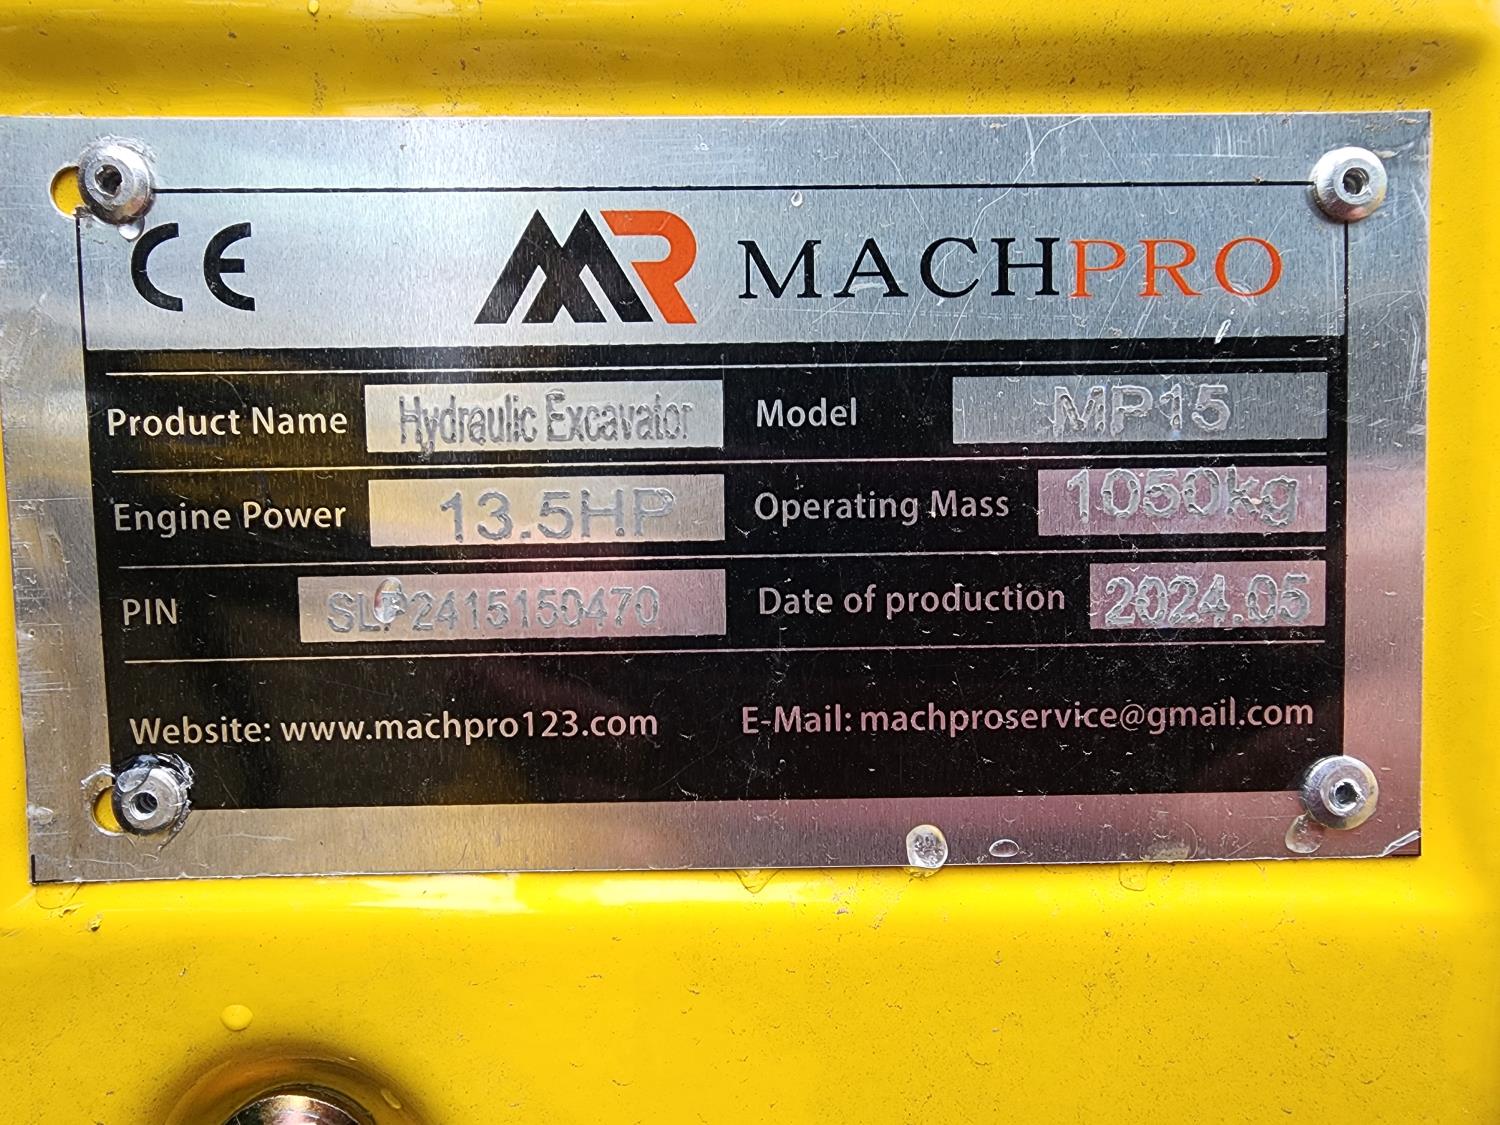 CE MR MACHPRO
Product Name Hydraulic Excavator Model MP15
Engine Power 13.5HP Operating Mass 1050kg
PIN SLP2415150470 Date of production 2024.05
Website: www.machpro123.com E-Mail: machproservice@gmail.com